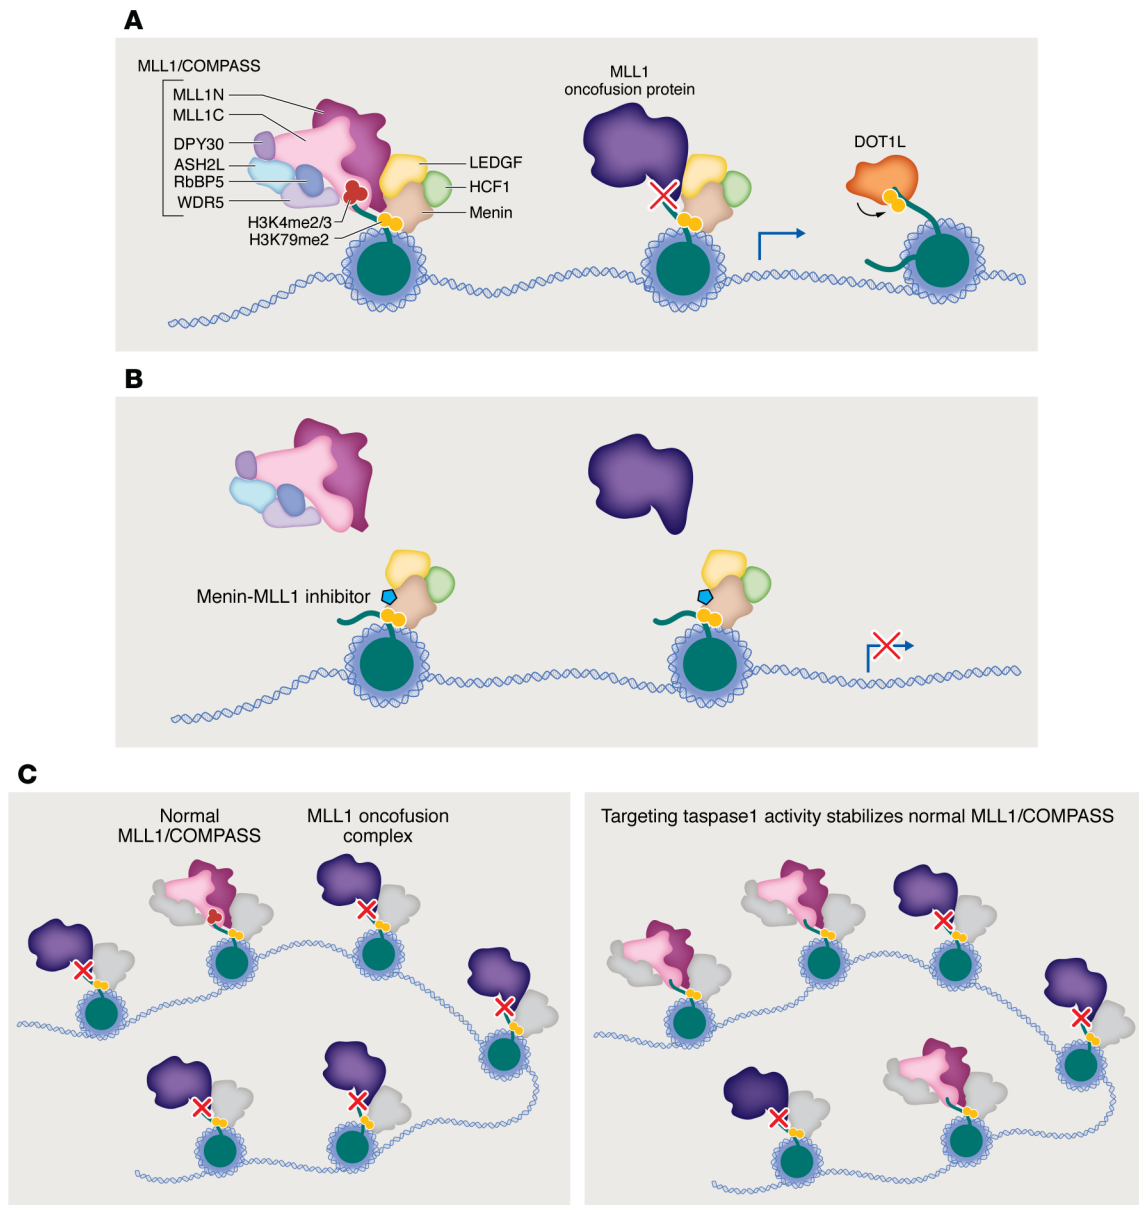 A
MLL1/COMPASS
MLL1N
MLL1C
DPY30
ASH2L
RbBP5
WDR5
H3K4me2/3
H3K79me2
MLL1
oncofusion protein
LEDGF
HCF1
Menin
DOT1L
B
Menin-MLL1 inhibitor
C
Normal
MLL1/COMPASS
MLL1 oncofusion
complex
Targeting taspase1 activity stabilizes normal MLL1/COMPASS